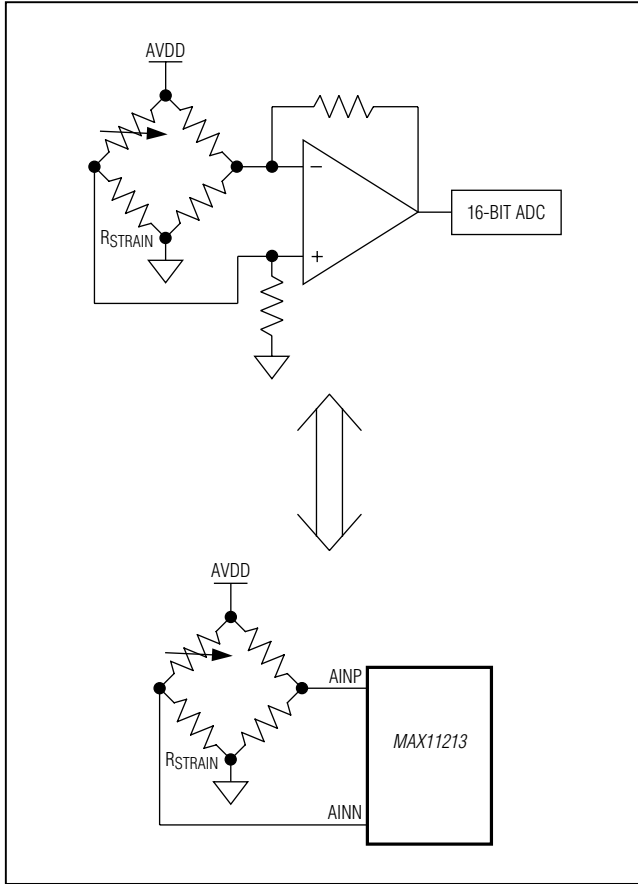 AVDD
−
16-BIT ADC
RSTRAIN
+
AVDD
AINP
MAX11213
RSTRAIN
AINN